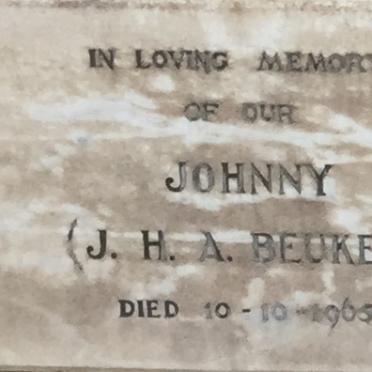 IN LOVING MEMOR
OF OUR
JOHNNY
(J. H. A. BEUKE
DIED 10-10-1965